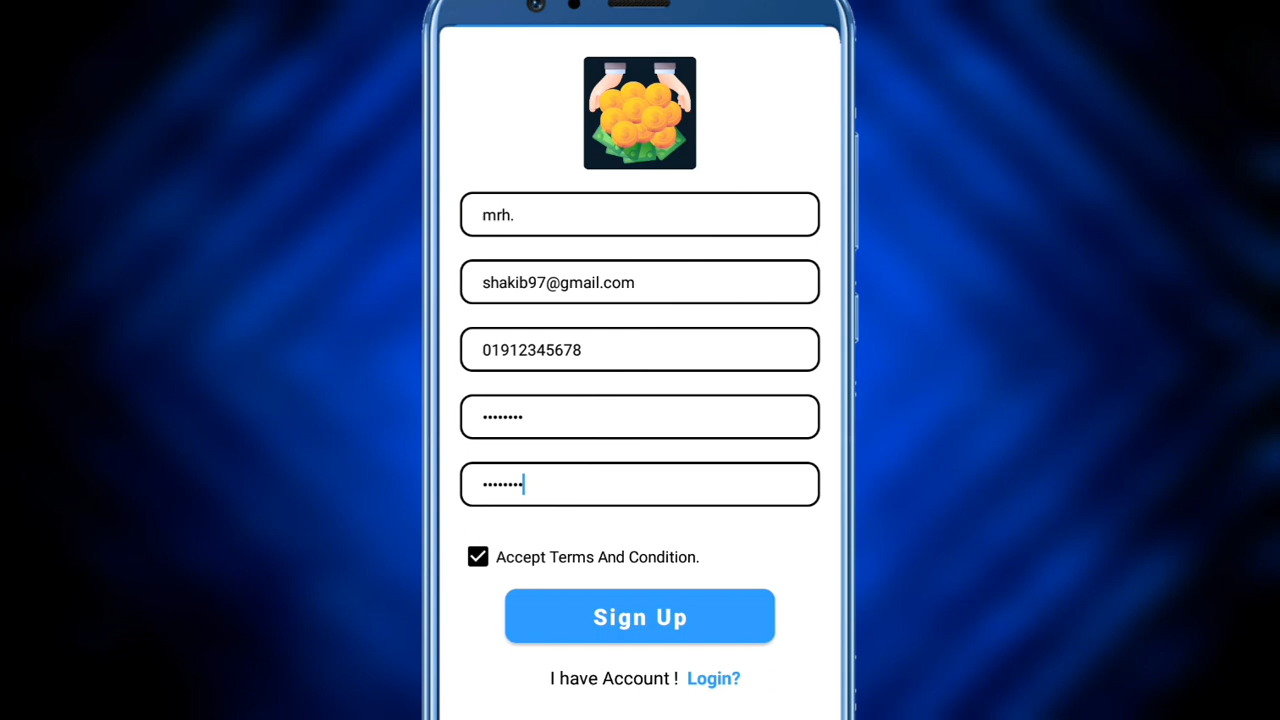 mrh.
shakib97@gmail.com
01912345678
••••••••
••••••••
Accept Terms And Condition.
Sign Up
I have Account ! Login?